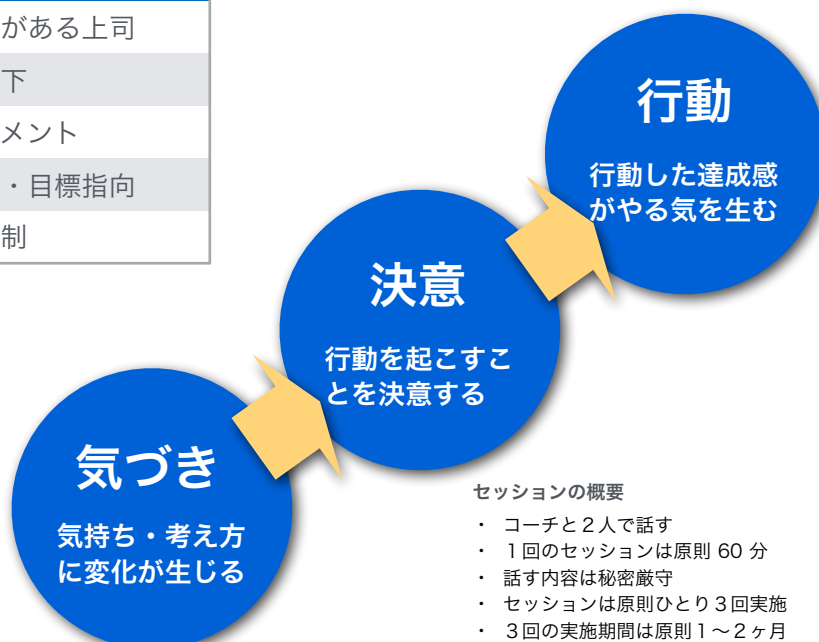 がある上司
下
メント
・目標指向
制
行動
行動した達成感
がやる気を生む
決意
行動を起こすこ
とを決意する
気づき
気持ち・考え方
に変化が生じる
セッションの概要
・ コーチと２人で話す
・ １回のセッションは原則 60 分
・ 話す内容は秘密厳守
・ セッションは原則ひとり３回実施
・ ３回の実施期間は原則１〜２ヶ月